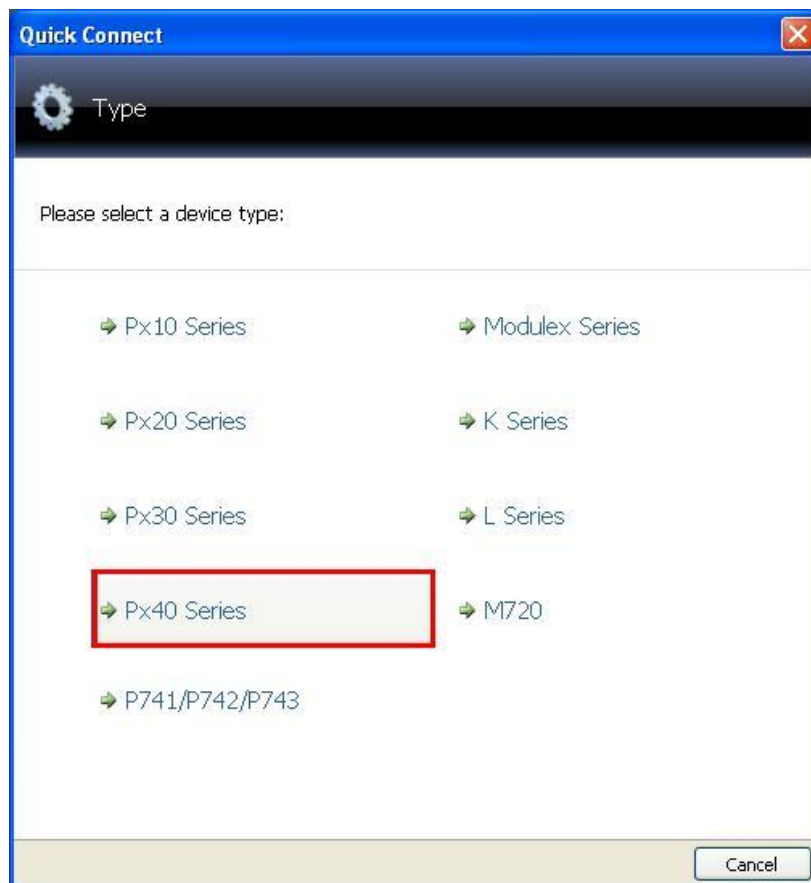 Quick Connect
Type
Please select a device type:
Px10 Series
Modulex Series
Px20 Series
K Series
Px30 Series
L Series
Px40 Series
M720
P741/P742/P743
Cancel